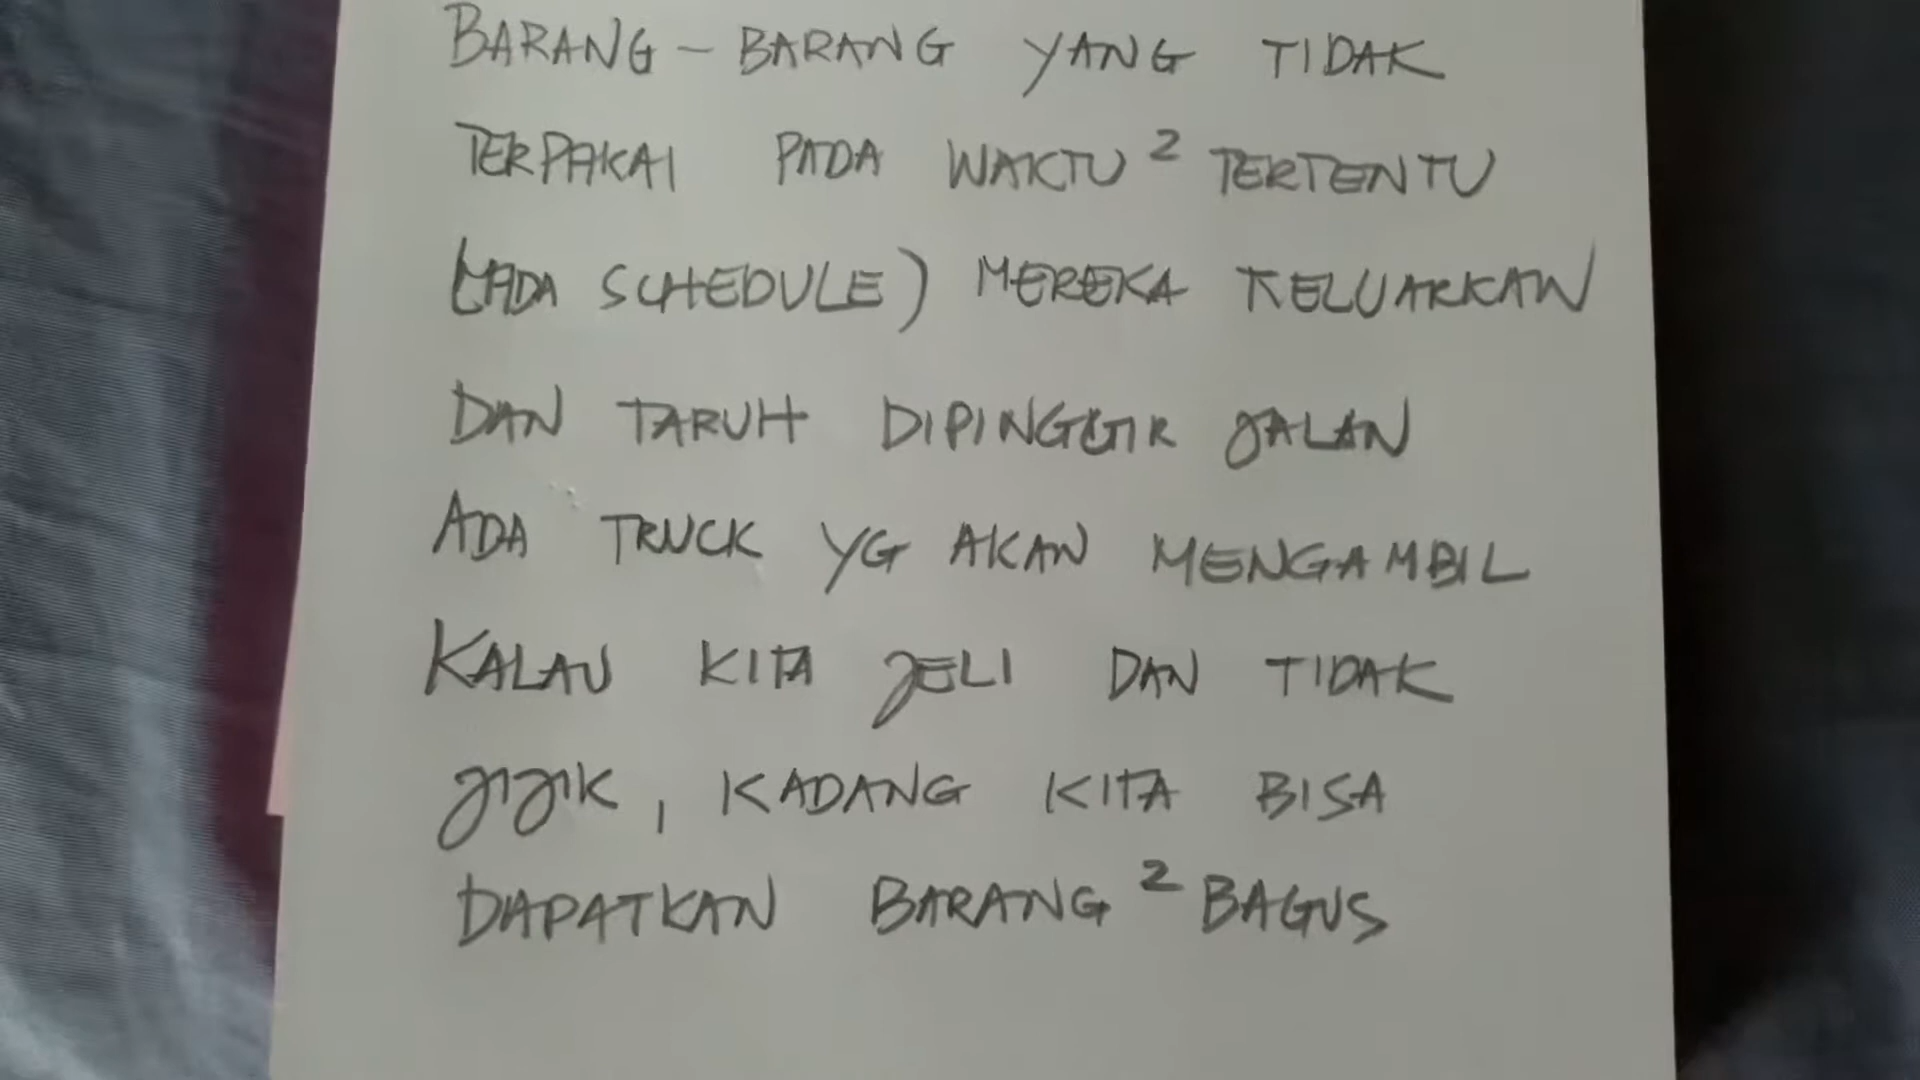 BARANG - BARANG YANG TIDAK
TERPAKAI PADA WAKTU² TERTENTU
(ADA SCHEDULE) MEREKA KELUARKAN
DAN TARUH DIPINGGIR JALAN
ADA TRUCK YG AKAN MENGAMBIL
KALAU KITA JELI DAN TIDAK
JIJIK, KADANG KITA BISA
DAPATKAN BARANG² BAGUS